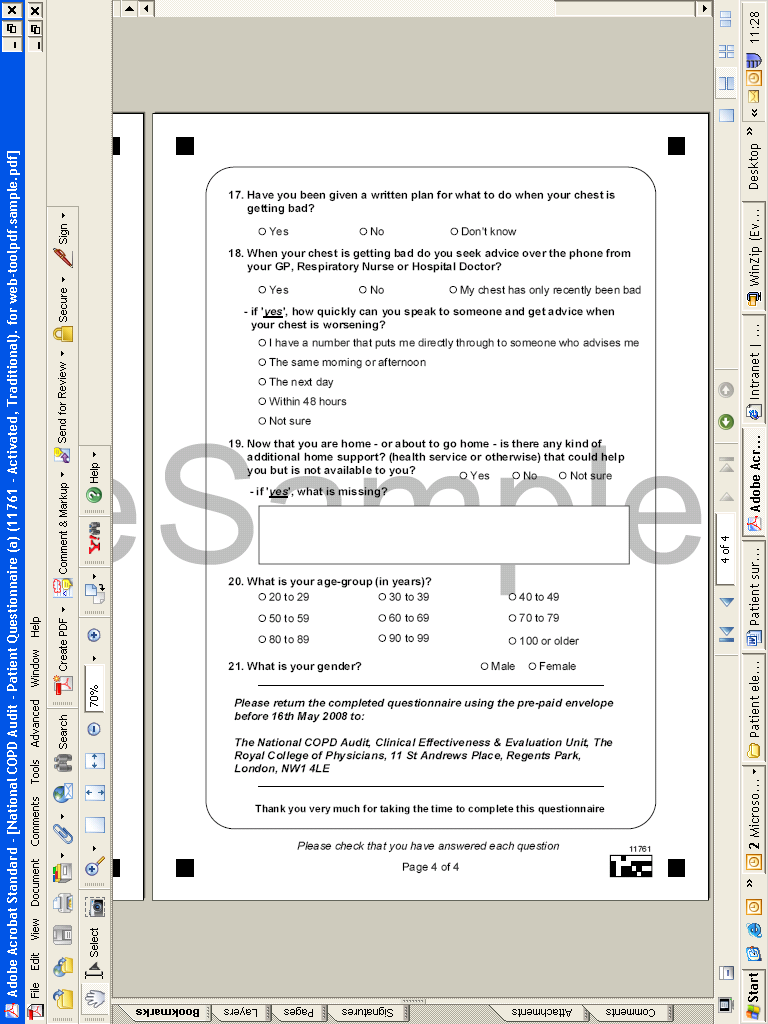 Adobe Acrobat Standard - [National COPD Audit - Patient Questionnaire (a) (11761 - Activated, Traditional). for web-toolpdf.sample.pdf]
File Edit View Document Comments Tools Advanced Window Help
Create PDF Comment & Markup Send for Review Secure Sign
Search
Select 70% Y! Help
Bookmarks Layers Pages Signatures Attachments Comments
eSample
17. Have you been given a written plan for what to do when your chest is
getting bad?
Yes No Don't know
18. When your chest is getting bad do you seek advice over the phone from
your GP, Respiratory Nurse or Hospital Doctor?
Yes No My chest has only recently been bad
- if 'yes', how quickly can you speak to someone and get advice when
your chest is worsening?
I have a number that puts me directly through to someone who advises me
The same morning or afternoon
The next day
Within 48 hours
Not sure
19. Now that you are home - or about to go home - is there any kind of
additional home support? (health service or otherwise) that could help
you but is not available to you? Yes No Not sure
- if 'yes', what is missing?
20. What is your age-group (in years)?
20 to 29 30 to 39 40 to 49
50 to 59 60 to 69 70 to 79
80 to 89 90 to 99 100 or older
21. What is your gender? Male Female
Please return the completed questionnaire using the pre-paid envelope
before 16th May 2008 to:
The National COPD Audit, Clinical Effectiveness & Evaluation Unit, The
Royal College of Physicians, 11 St Andrews Place, Regents Park,
London, NW1 4LE
Thank you very much for taking the time to complete this questionnaire
Please check that you have answered each question
Page 4 of 4
11761
4 of 4
Start 2 Microso... Patient ele... Patient sur... Adobe Acr... Intranet | ... WinZip (Ev... Desktop 11:28